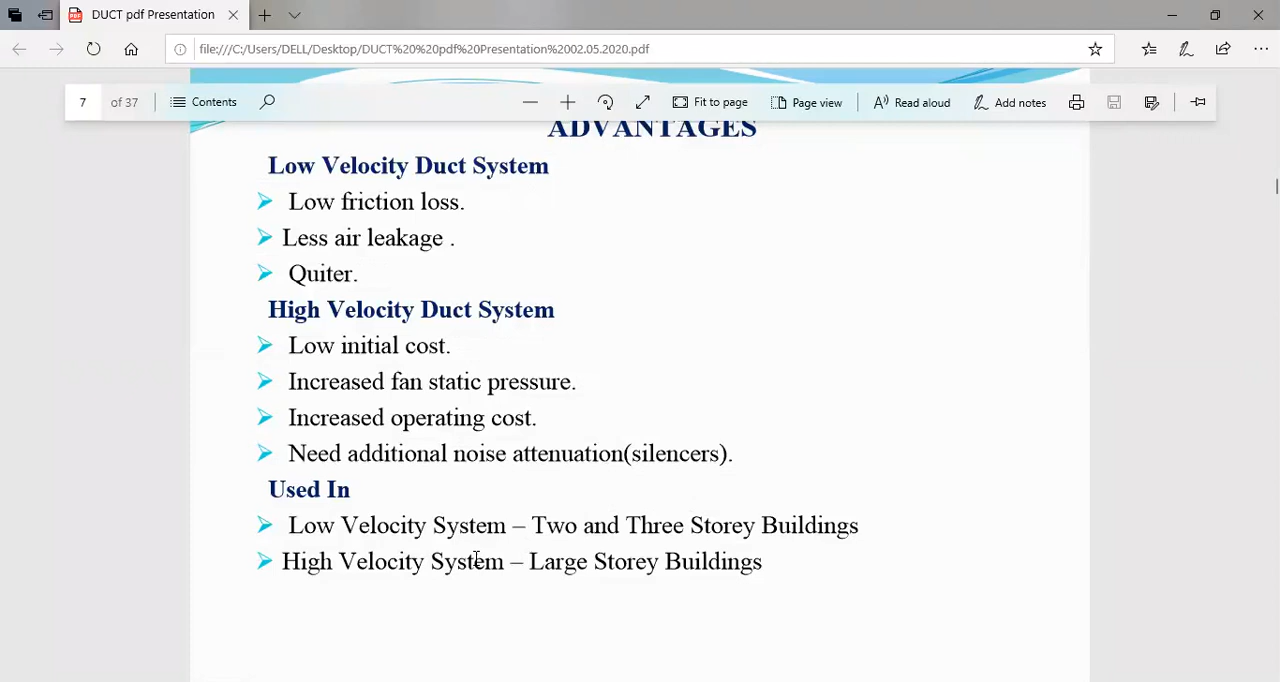 DUCT pdf Presentation
file:///C:/Users/DELL/Desktop/DUCT%20%20pdf%20Presentation%2002.05.2020.pdf
7 of 37 Contents Fit to page Page view Read aloud Add notes
ADVANTAGES
Low Velocity Duct System
Low friction loss.
Less air leakage .
Quiter.
High Velocity Duct System
Low initial cost.
Increased fan static pressure.
Increased operating cost.
Need additional noise attenuation(silencers).
Used In
Low Velocity System – Two and Three Storey Buildings
High Velocity System – Large Storey Buildings